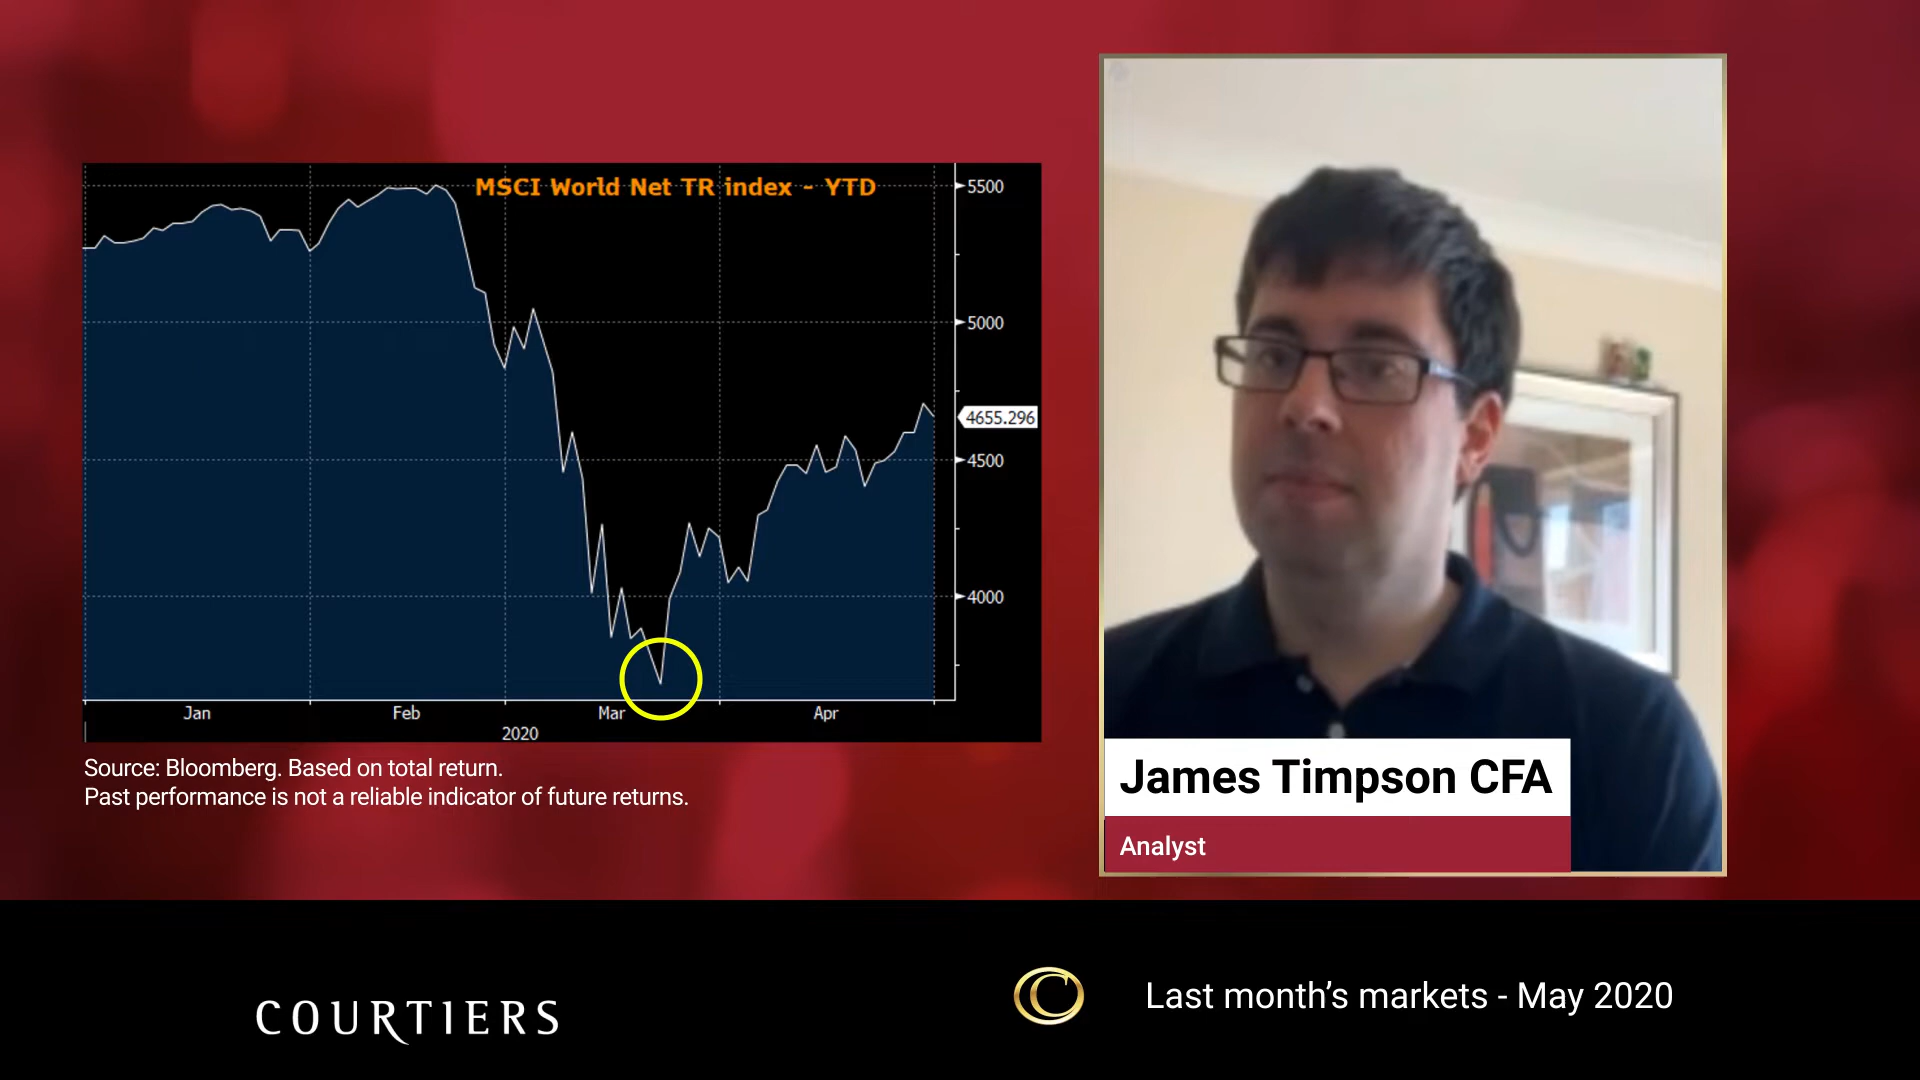 MSCI World Net TR index - YTD
5500
5000
4655.296
4500
4000
Jan
Feb
Mar
Apr
2020
Source: Bloomberg. Based on total return.
Past performance is not a reliable indicator of future returns.
James Timpson CFA
Analyst
COURTIERS
C
Last month’s markets - May 2020